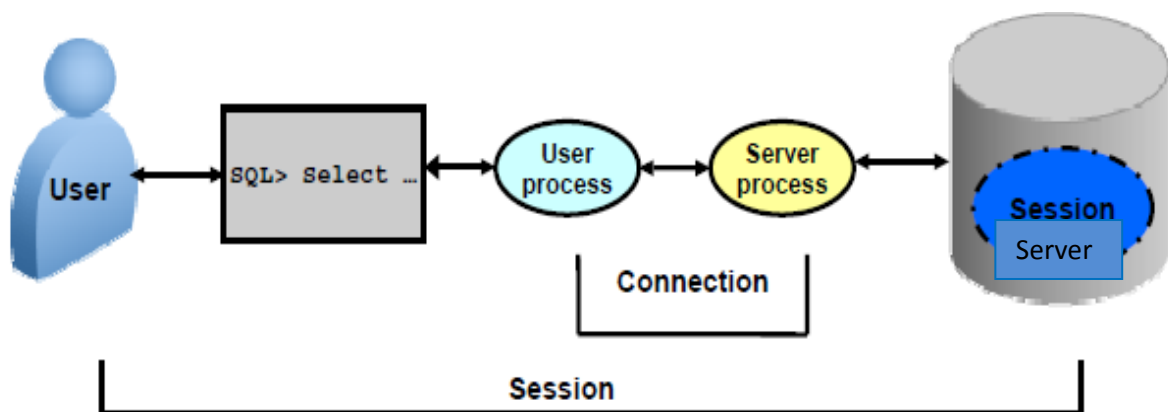 User
SQL> Select …
User
process
Server
process
Session
Server
Connection
Session